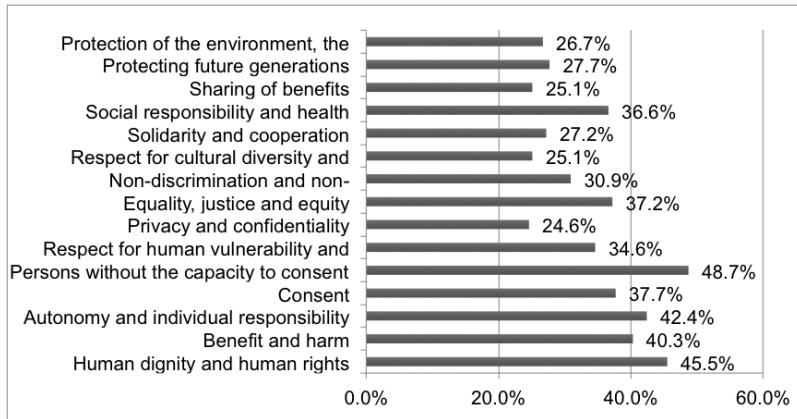 Protection of the environment, the 26.7%
Protecting future generations 27.7%
Sharing of benefits 25.1%
Social responsibility and health 36.6%
Solidarity and cooperation 27.2%
Respect for cultural diversity and 25.1%
Non-discrimination and non- 30.9%
Equality, justice and equity 37.2%
Privacy and confidentiality 24.6%
Respect for human vulnerability and 34.6%
Persons without the capacity to consent 48.7%
Consent 37.7%
Autonomy and individual responsibility 42.4%
Benefit and harm 40.3%
Human dignity and human rights 45.5%
0.0% 20.0% 40.0% 60.0%